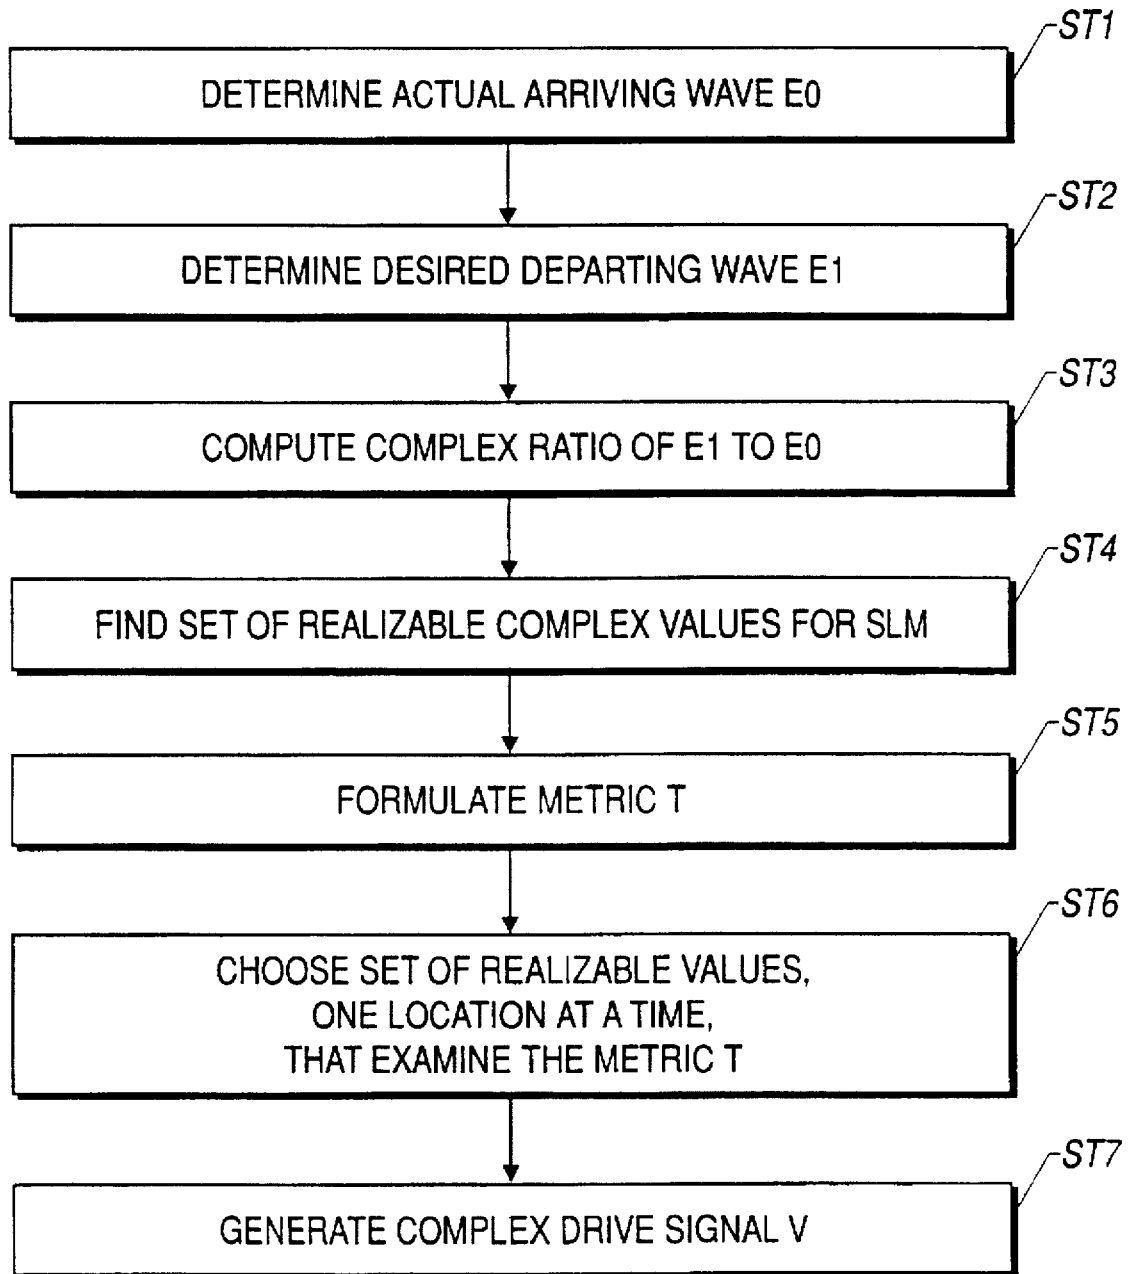 ST1
DETERMINE ACTUAL ARRIVING WAVE E0
ST2
DETERMINE DESIRED DEPARTING WAVE E1
ST3
COMPUTE COMPLEX RATIO OF E1 TO E0
ST4
FIND SET OF REALIZABLE COMPLEX VALUES FOR SLM
ST5
FORMULATE METRIC T
ST6
CHOOSE SET OF REALIZABLE VALUES,
ONE LOCATION AT A TIME,
THAT EXAMINE THE METRIC T
ST7
GENERATE COMPLEX DRIVE SIGNAL V